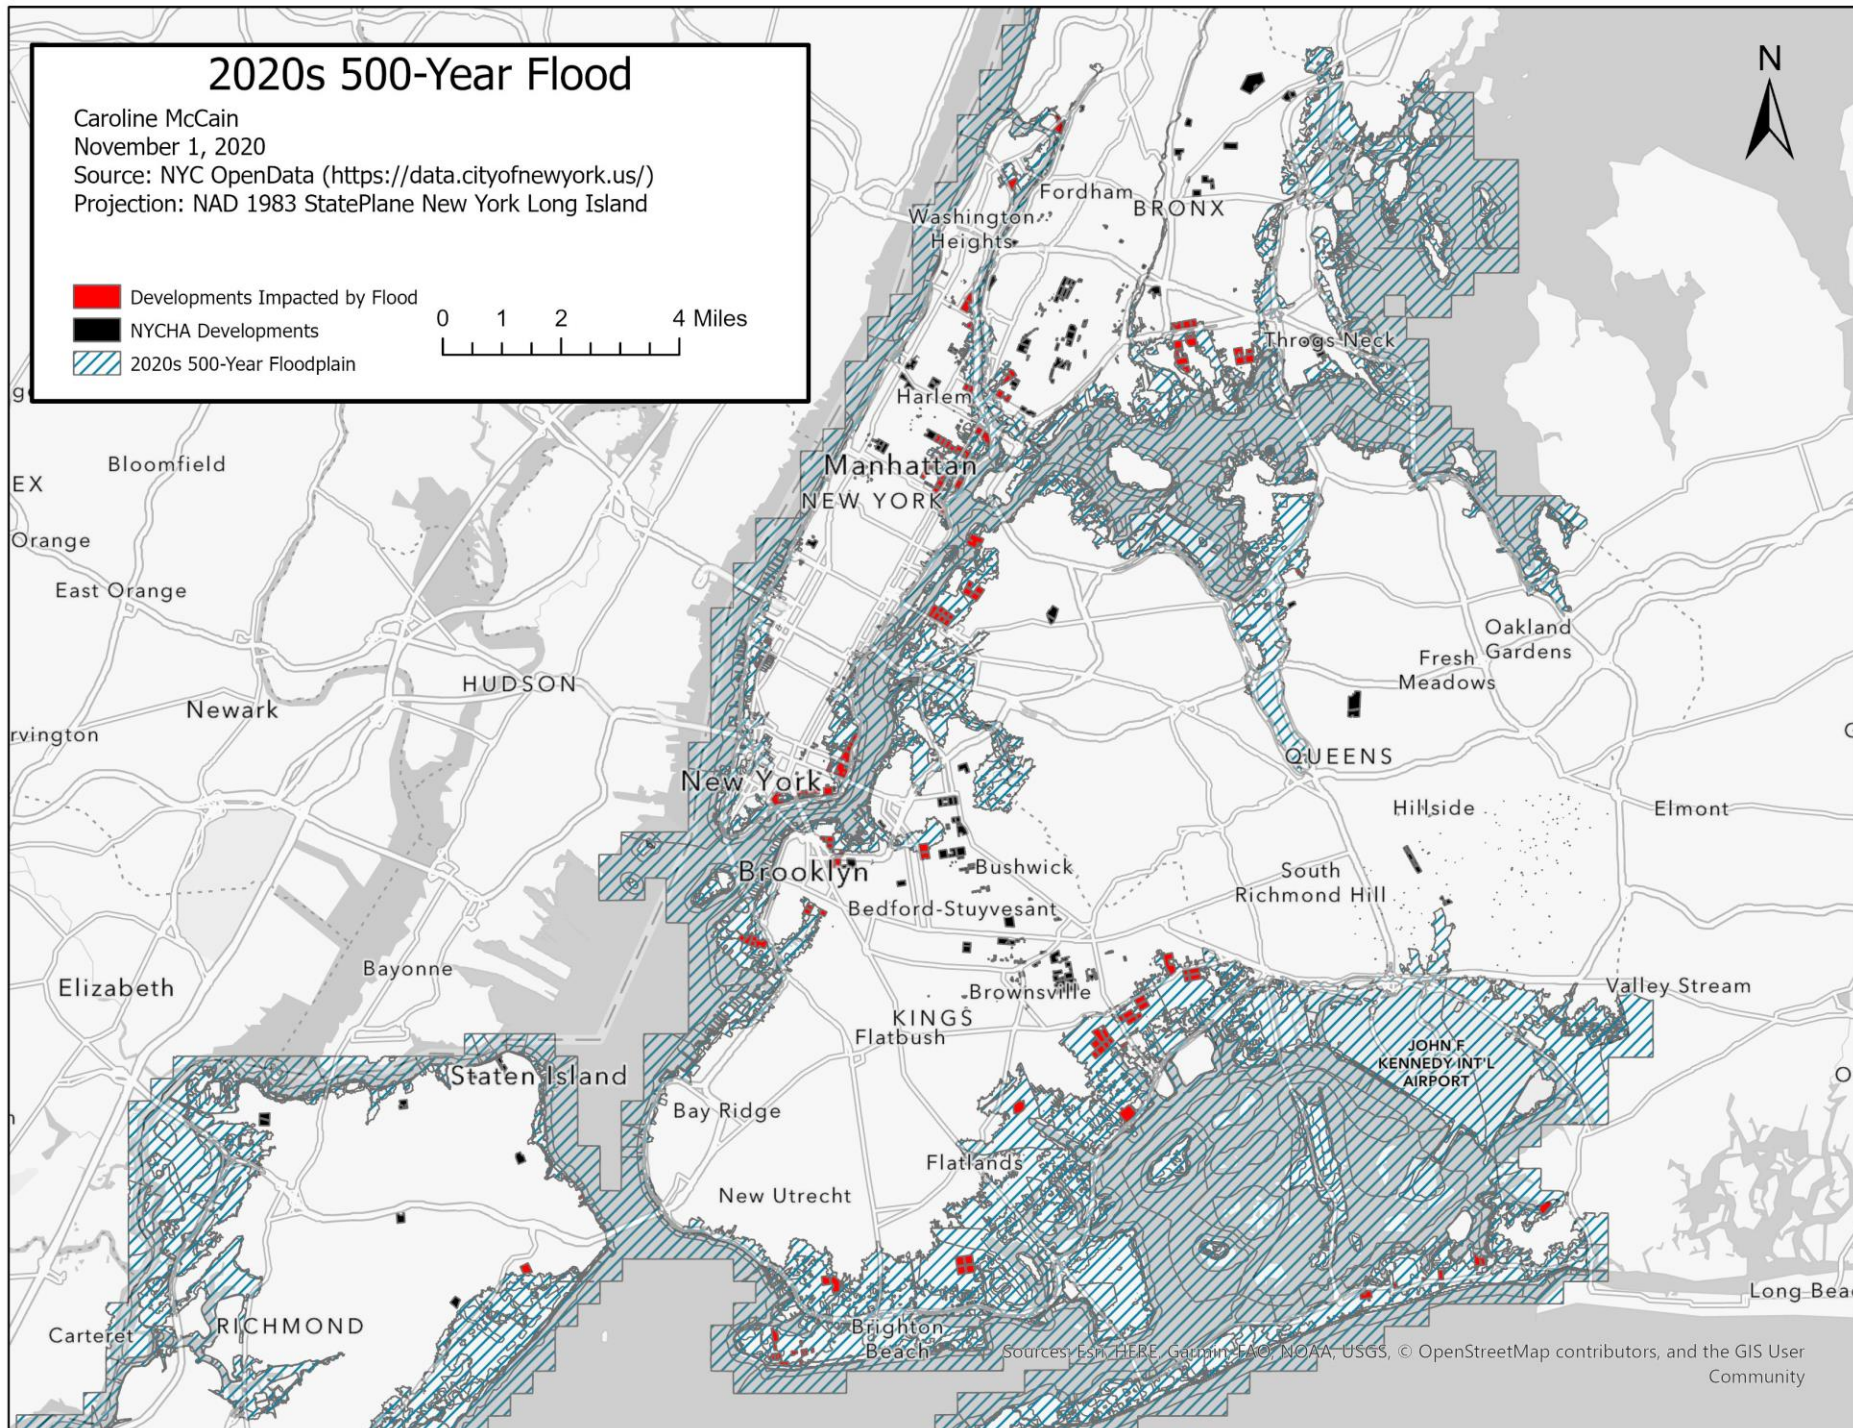 2020s 500-Year Flood
Caroline McCain
November 1, 2020
Source: NYC OpenData (https://data.cityofnewyork.us/)
Projection: NAD 1983 StatePlane New York Long Island
Developments Impacted by Flood
NYCHA Developments
2020s 500-Year Floodplain
0 1 2 4 Miles
N
Fordham
BRONX
Washington
Heights
Throgs Neck
Harlem
Bloomfield
Manhattan
EX
NEW YORK
Orange
East Orange
Oakland
Gardens
Fresh
Meadows
HUDSON
Newark
rvington
QUEENS
New York
Hillside
Elmont
Brooklyn
Bushwick
South
Richmond Hill
Bedford-Stuyvesant
Bayonne
Elizabeth
Brownsville
Valley Stream
KINGS
Flatbush
JOHN F
KENNEDY INT'L
AIRPORT
Staten Island
Bay Ridge
Flatlands
New Utrecht
Long Beac
RICHMOND
Carteret
Brighton
Beach
Sources: Esri, HERE, Garmin, FAO, NOAA, USGS, © OpenStreetMap contributors, and the GIS User
Community